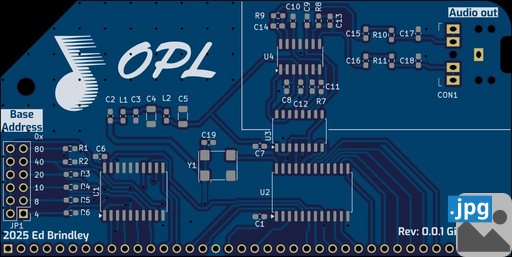 Audio out
R9
C10
C9
R8
C13
C14
OPL
C15
R10
C17
U4
C16
R11
C18
C8
C12
C11
R7
CON1
C2
L1
C3
C4
L2
C5
Base
Address
U3
0x
C19
80
R1
C6
C7
40
R2
Y1
20
R3
10
R4
U1
U2
8
R5
4
R6
C1
JP1
2025 Ed Brindley
Rev: 0.0.1 Gi
.jpg